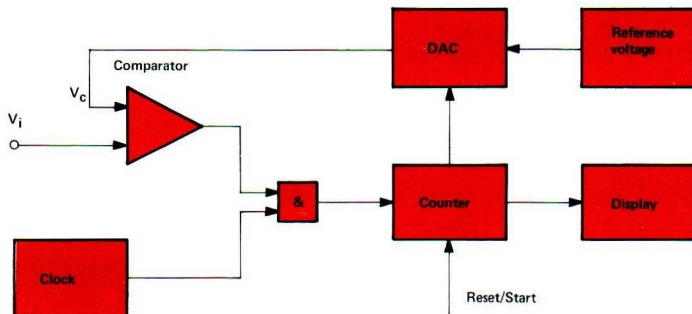 DAC
Reference
voltage
Comparator
Vc
Vi
&
Counter
Display
Clock
Reset/Start